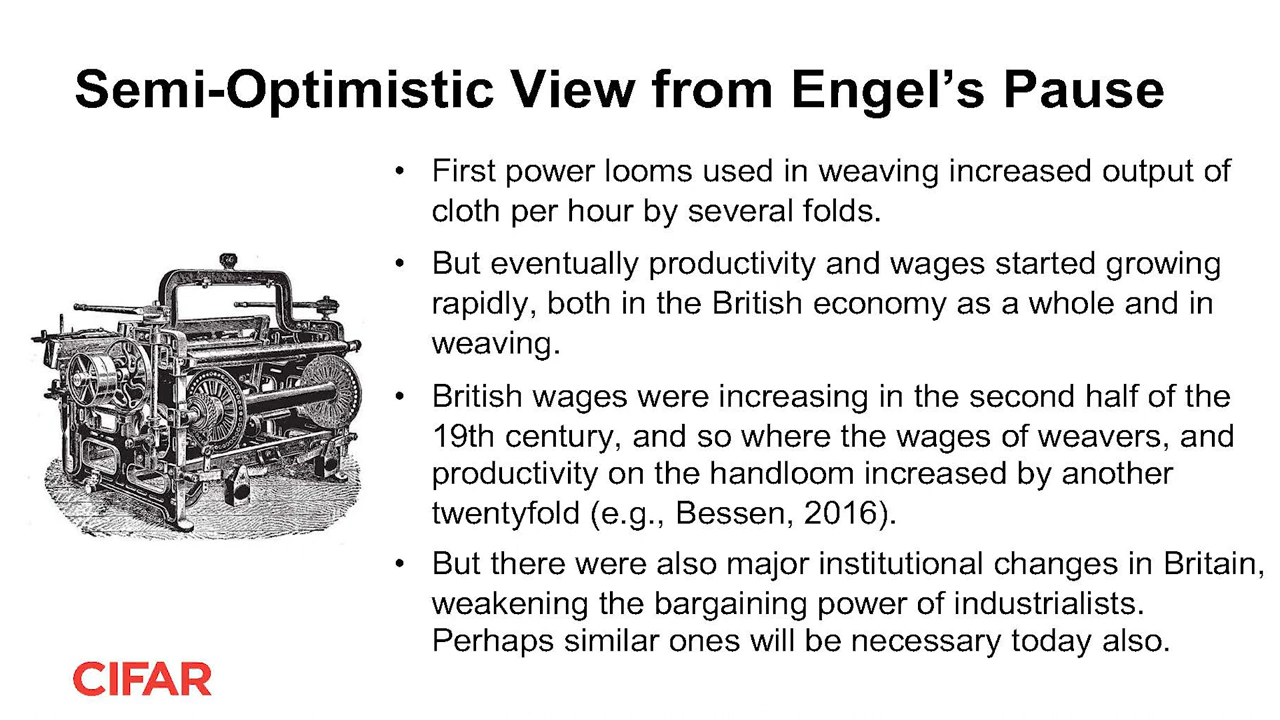 Semi-Optimistic View from Engel’s Pause
• First power looms used in weaving increased output of
cloth per hour by several folds.
• But eventually productivity and wages started growing
rapidly, both in the British economy as a whole and in
weaving.
• British wages were increasing in the second half of the
19th century, and so where the wages of weavers, and
productivity on the handloom increased by another
twentyfold (e.g., Bessen, 2016).
• But there were also major institutional changes in Britain,
weakening the bargaining power of industrialists.
Perhaps similar ones will be necessary today also.
CIFAR